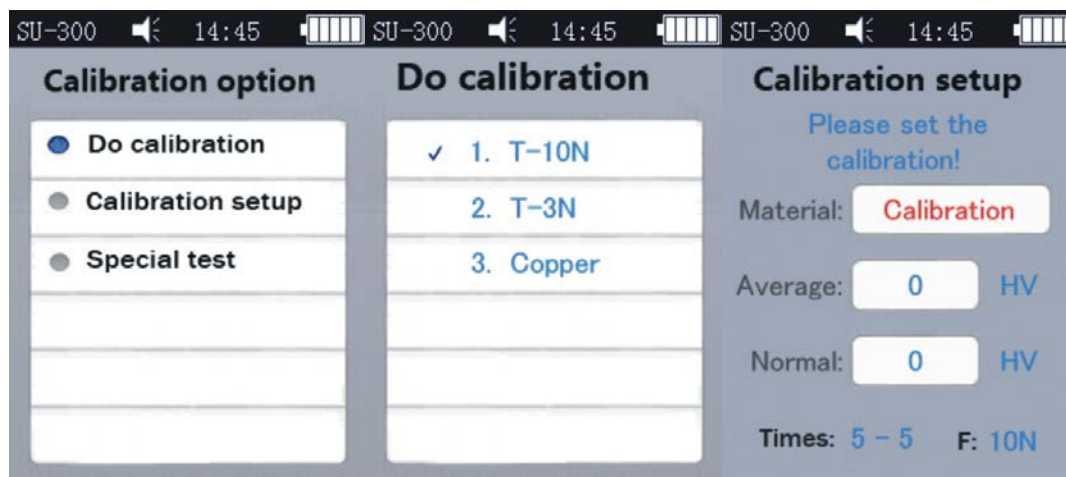 SU-300 14:45
Calibration option
Do calibration
Calibration setup
Special test
SU-300 14:45
Do calibration
✓ 1. T-10N
2. T-3N
3. Copper
SU-300 14:45
Calibration setup
Please set the
calibration!
Material: Calibration
Average: 0 HV
Normal: 0 HV
Times: 5 - 5 F: 10N